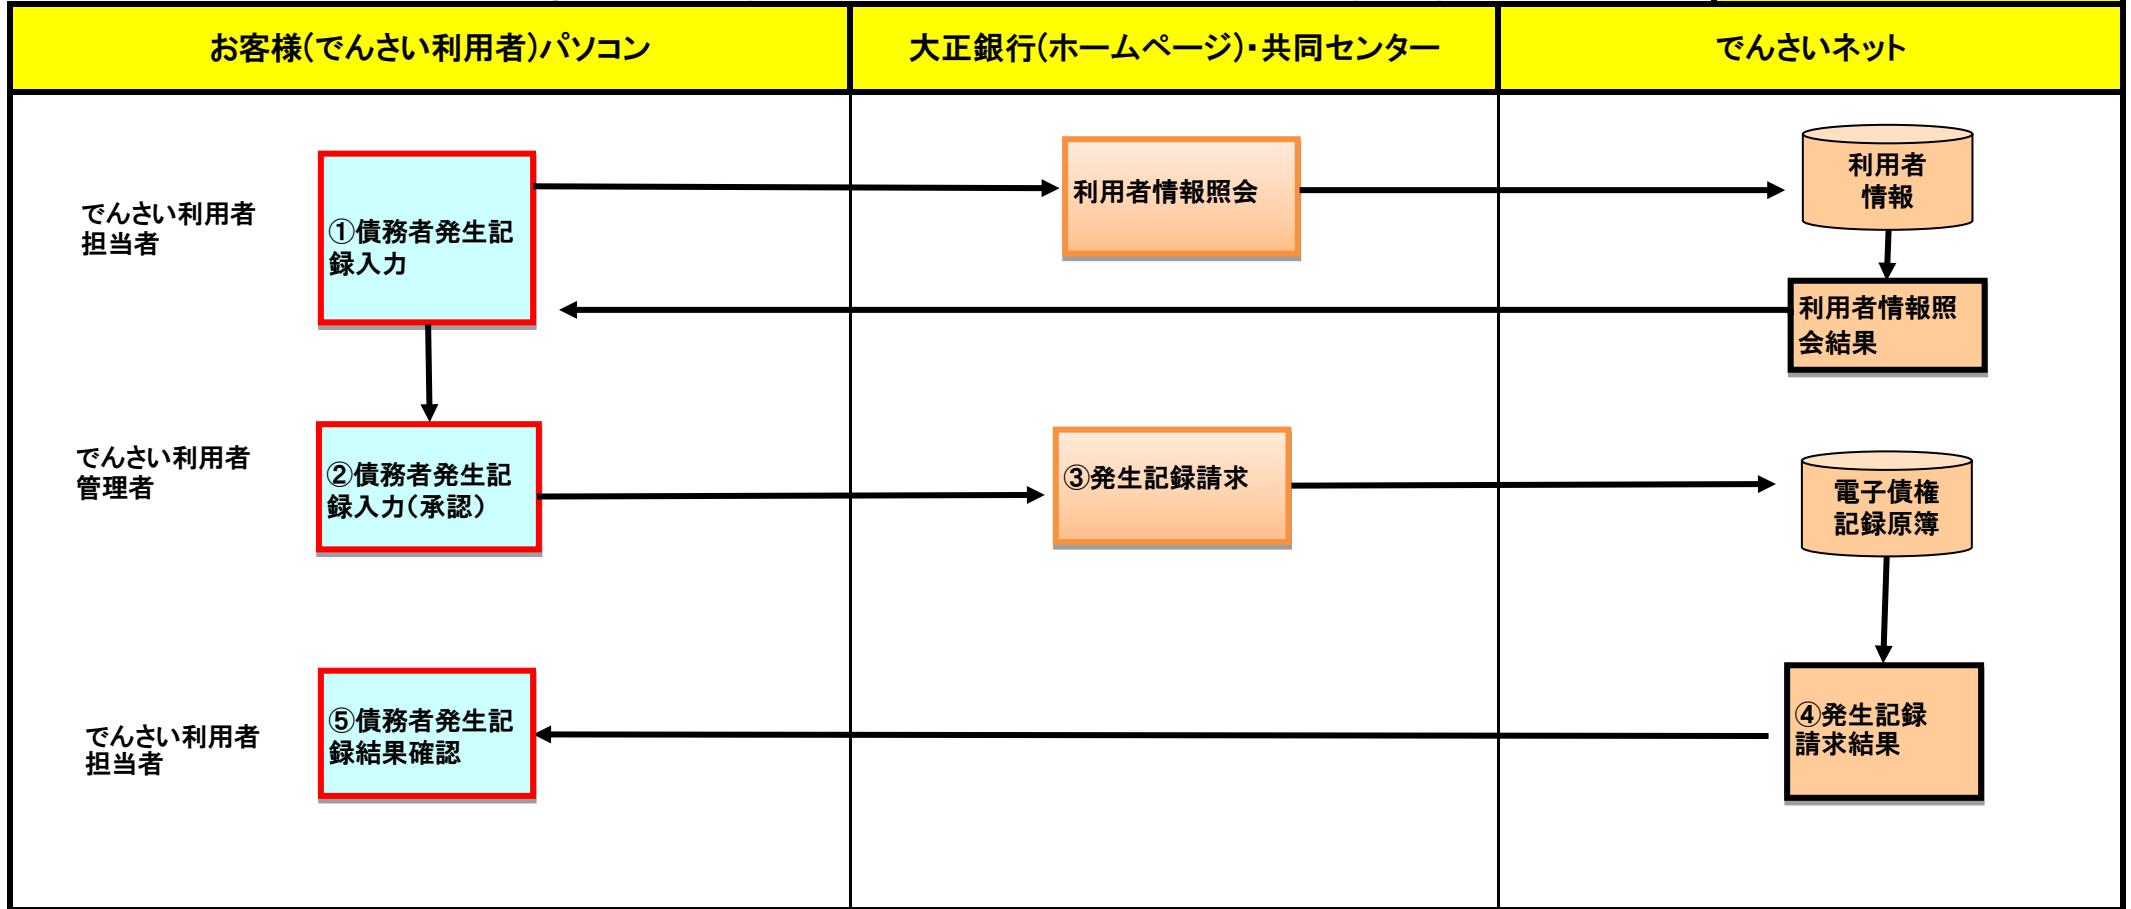 お客様(でんさい利用者)パソコン
大正銀行(ホームページ)・共同センター
でんさいネット
でんさい利用者
担当者
①債務者発生記
録入力
利用者情報照会
利用者
情報
利用者情報照
会結果
でんさい利用者
管理者
②債務者発生記
録入力(承認)
③発生記録請求
電子債権
記録原簿
でんさい利用者
担当者
⑤債務者発生記
録結果確認
④発生記録
請求結果